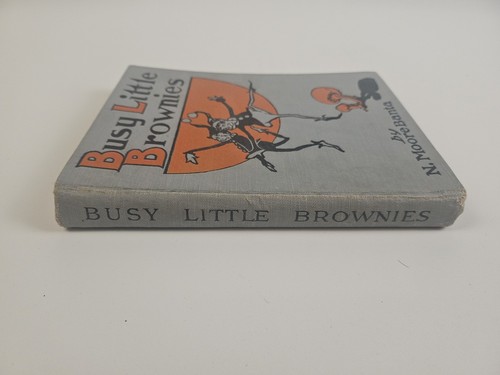 Busy Little
Brownies
by
N. Moore Banta
BUSY LITTLE BROWNIES